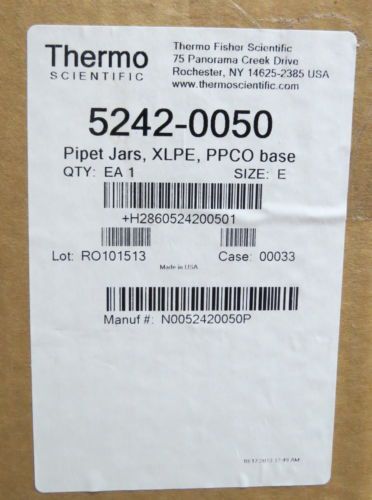 Thermo
SCIENTIFIC
Thermo Fisher Scientific
75 Panorama Creek Drive
Rochester, NY 14625-2385 USA
www.thermoscientific.com
5242-0050
Pipet Jars, XLPE, PPCO base
QTY: EA 1 SIZE: E
+H2860524200501
Lot: RO101513 Case: 00033
Made in USA
Manuf #: N0052420050P